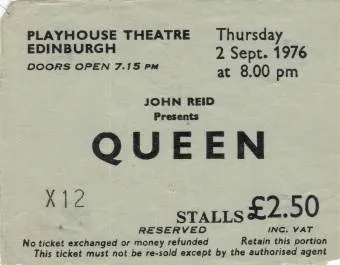 PLAYHOUSE THEATRE
EDINBURGH
DOORS OPEN 7.15 PM
Thursday
2 Sept. 1976
at 8.00 pm
JOHN REID
Presents
QUEEN
X12
STALLS £2.50
RESERVED INC. VAT
No ticket exchanged or money refunded Retain this portion
This ticket must not be re-sold except by the authorised agent